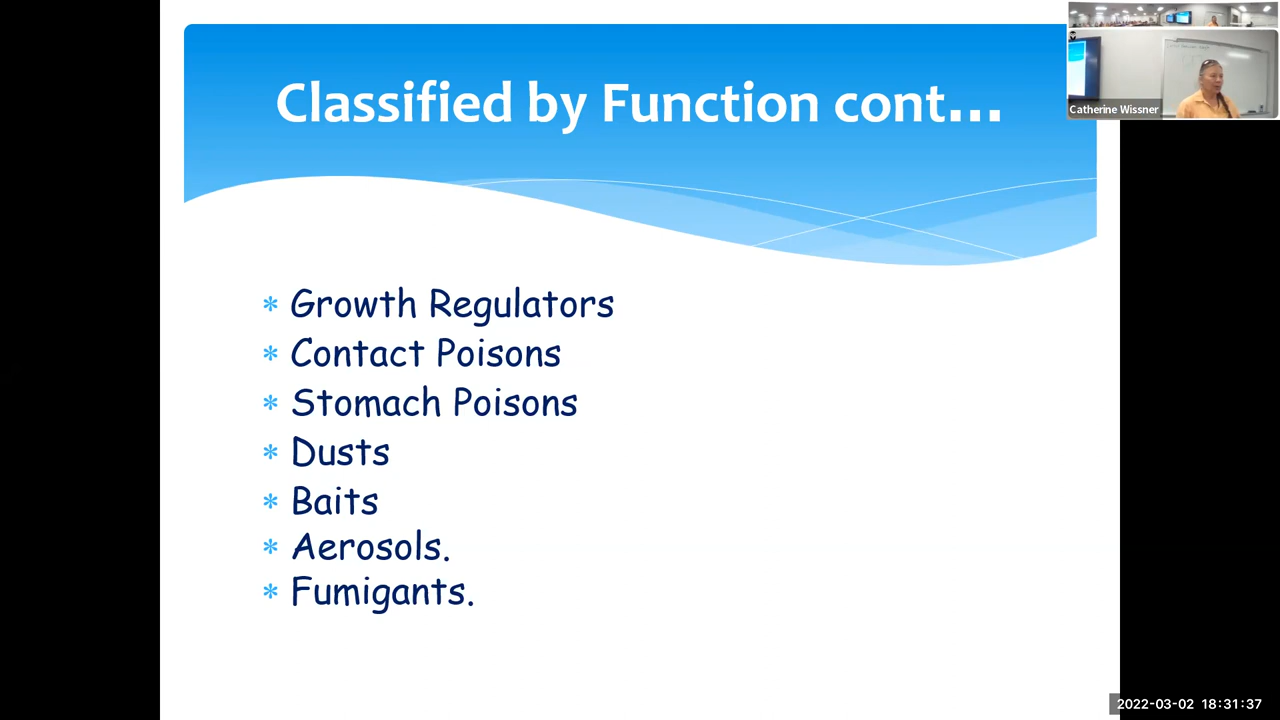 Classified by Function cont...
Catherine Wissner
* Growth Regulators
* Contact Poisons
* Stomach Poisons
* Dusts
* Baits
* Aerosols.
* Fumigants.
2022-03-02 18:31:37